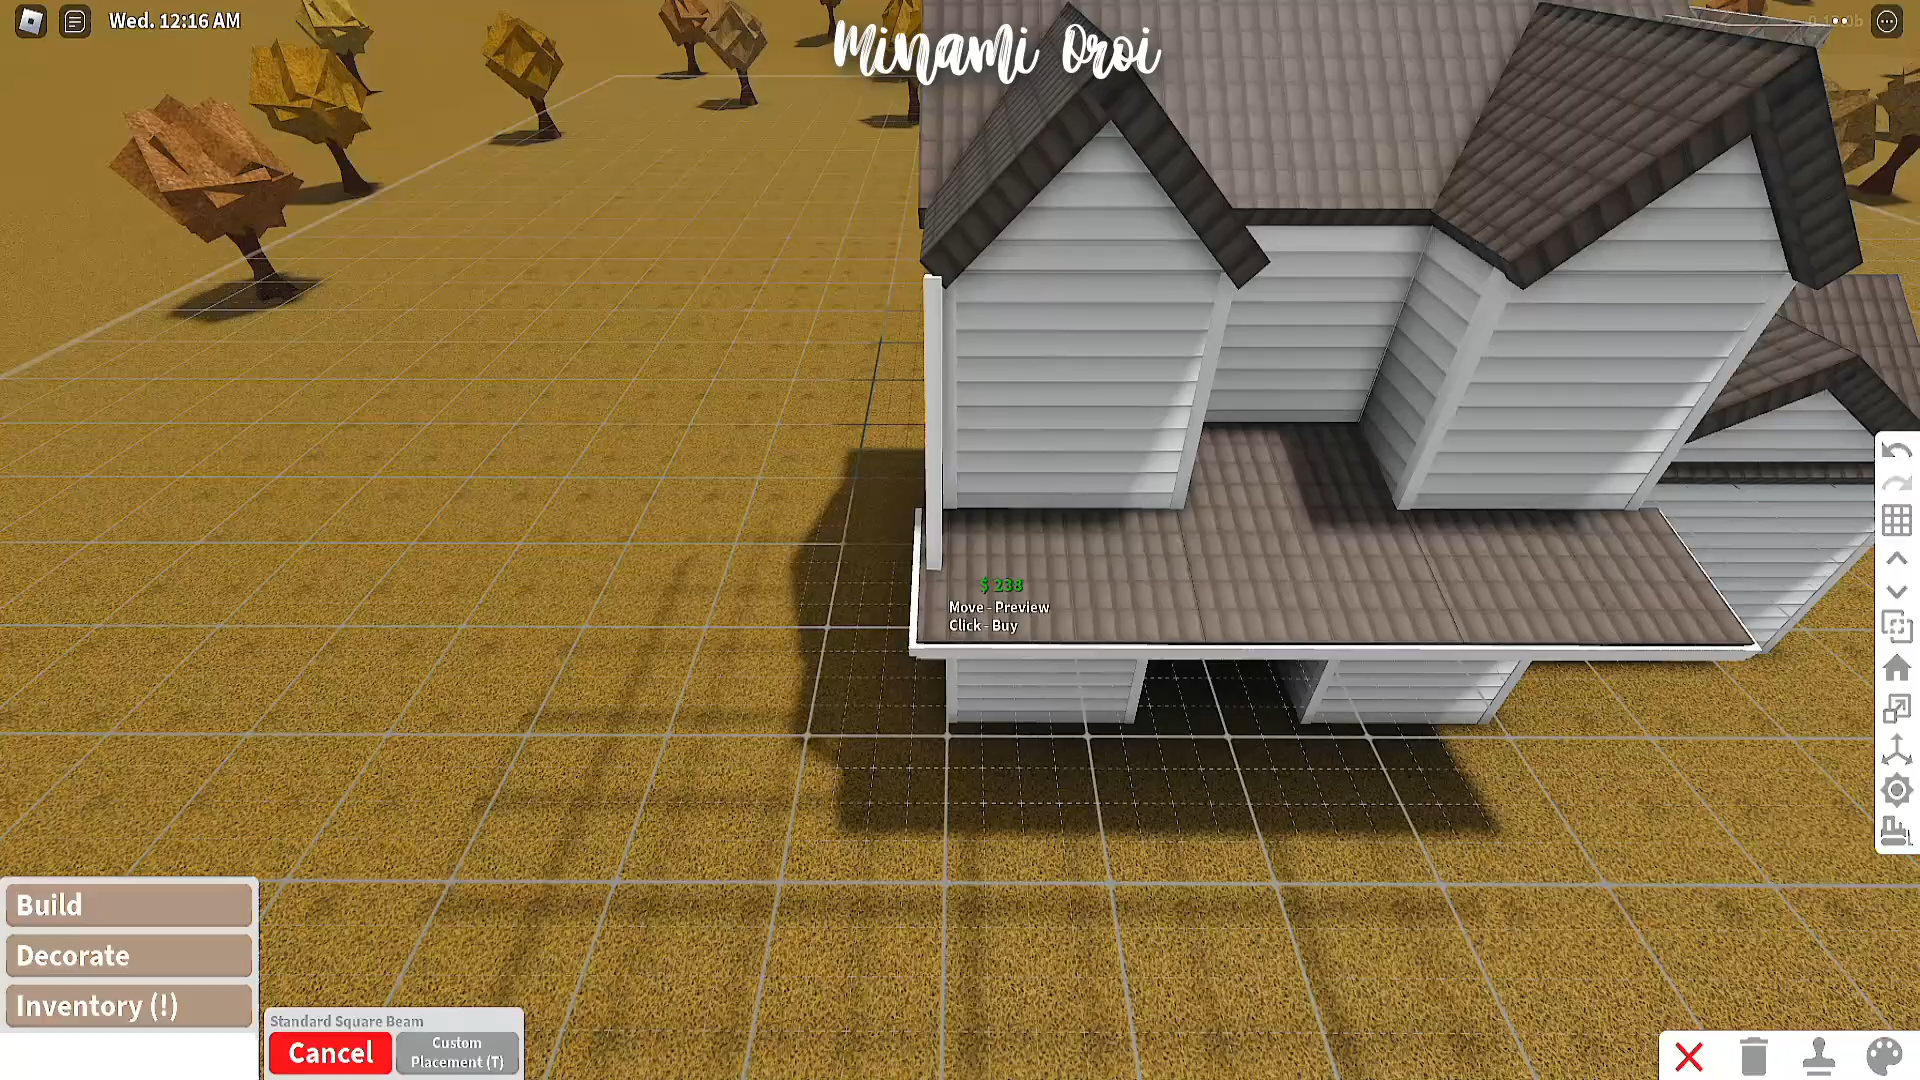 Wed. 12:16 AM
Minami Oroi
$ 238
Move - Preview
Click - Buy
Build
Decorate
Inventory (!)
Standard Square Beam
Cancel
Custom
Placement (T)